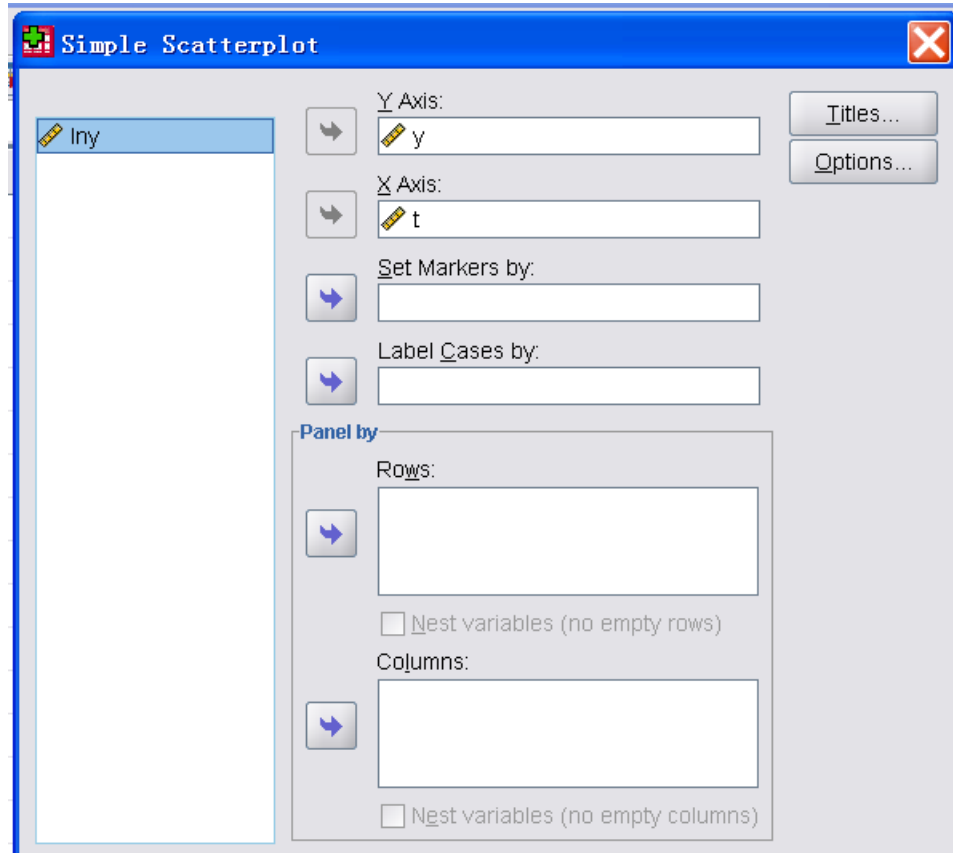 Simple Scatterplot
lny
Y Axis:
y
X Axis:
t
Set Markers by:
Label Cases by:
Panel by
Rows:
Nest variables (no empty rows)
Columns:
Nest variables (no empty columns)
Titles...
Options...